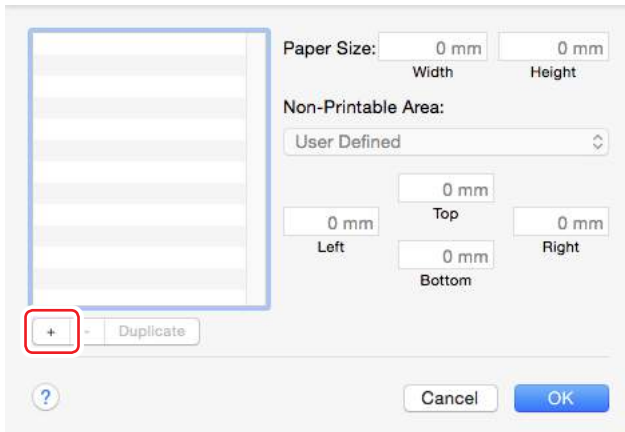 Paper Size: 0 mm 0 mm
Width Height
Non-Printable Area:
User Defined
0 mm
Top
0 mm 0 mm
Left Right
0 mm
Bottom
+ - Duplicate
? Cancel OK